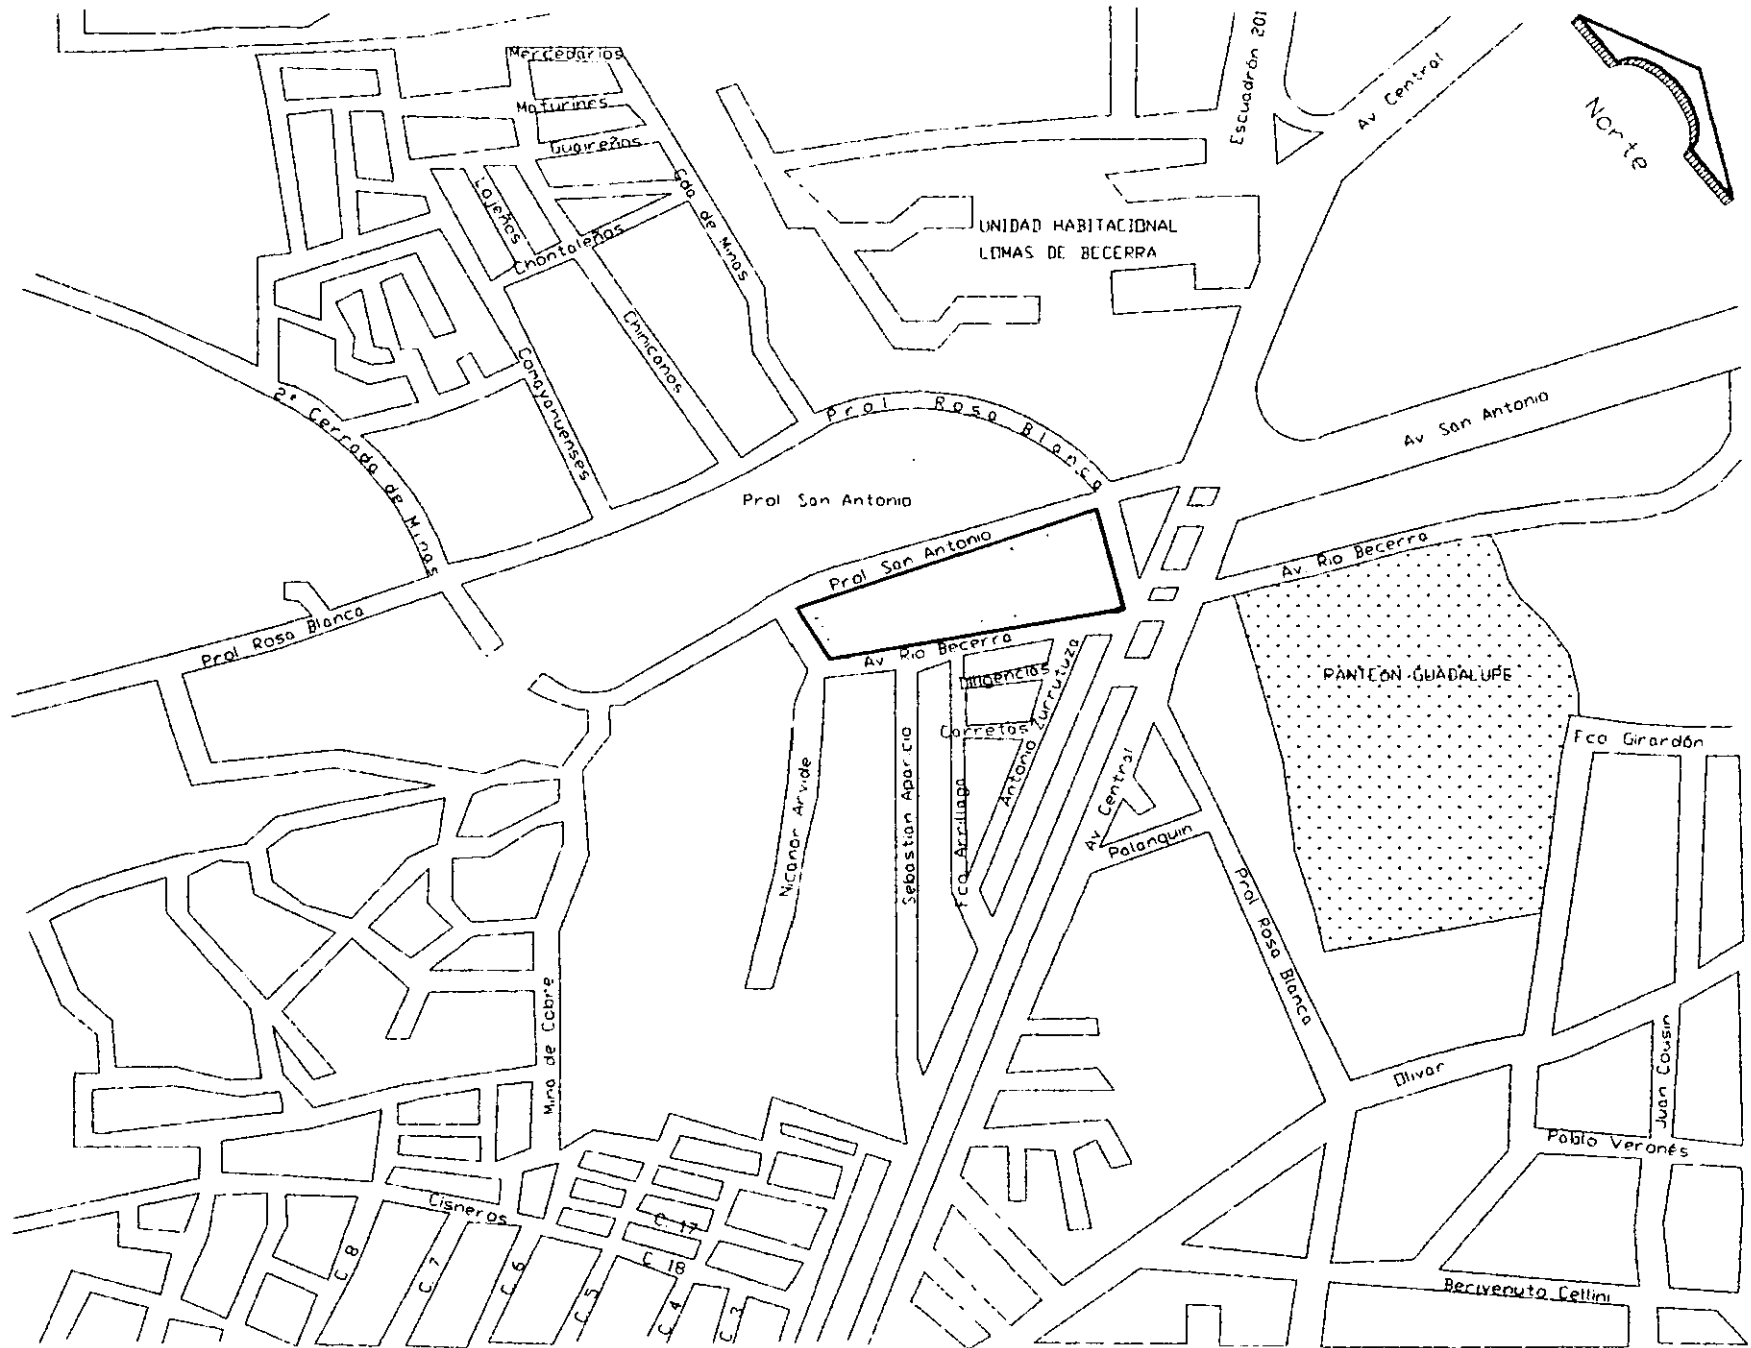 Mercedarios
Maturines
Guaireños
Lojeños
Chontaleños
Cda de Minas
Chiricanos
Comayanuenses
2ª Cerrada de Minas
Escuadrón 201
Av Central
Norte
UNIDAD HABITACIONAL
LOMAS DE BECERRA
Prol Rosa Blanca
Av San Antonio
Prol San Antonio
Prol San Antonio
Av Rio Becerra
Prol Rosa Blanca
Av Rio Becerra
Diligencias
Carretas
Antonio Zurrutuza
PANTEON GUADALUPE
Fco Girardón
Nicanor Arvide
Sebastian Aparicio
Fco Arrillaga
Av Central
Palanquin
Prol Rosa Blanca
Mina de Cobre
Olivar
Juan Cousin
Pablo Veronés
Cisneros
C. 17
C. 18
C 8
C. 7
C. 6
C. 5
C. 4
C. 3
Benvenuto Cellini